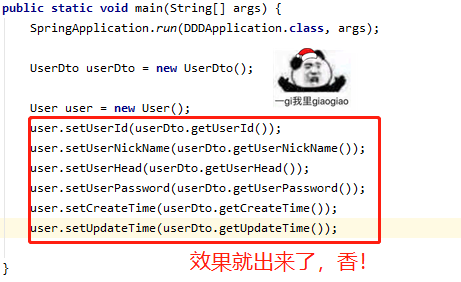 public static void main(String[] args) {
SpringApplication.run(DDDApplication.class, args);
UserDto userDto = new UserDto();
一gi我里giaogiao
User user = new User();
user.setUserId(userDto.getUserId());
user.setUserNickName(userDto.getUserNickName());
user.setUserHead(userDto.getUserHead());
user.setUserPassword(userDto.getUserPassword());
user.setCreateTime(userDto.getCreateTime());
user.setUpdateTime(userDto.getUpdateTime());
效果就出来了，香！
}